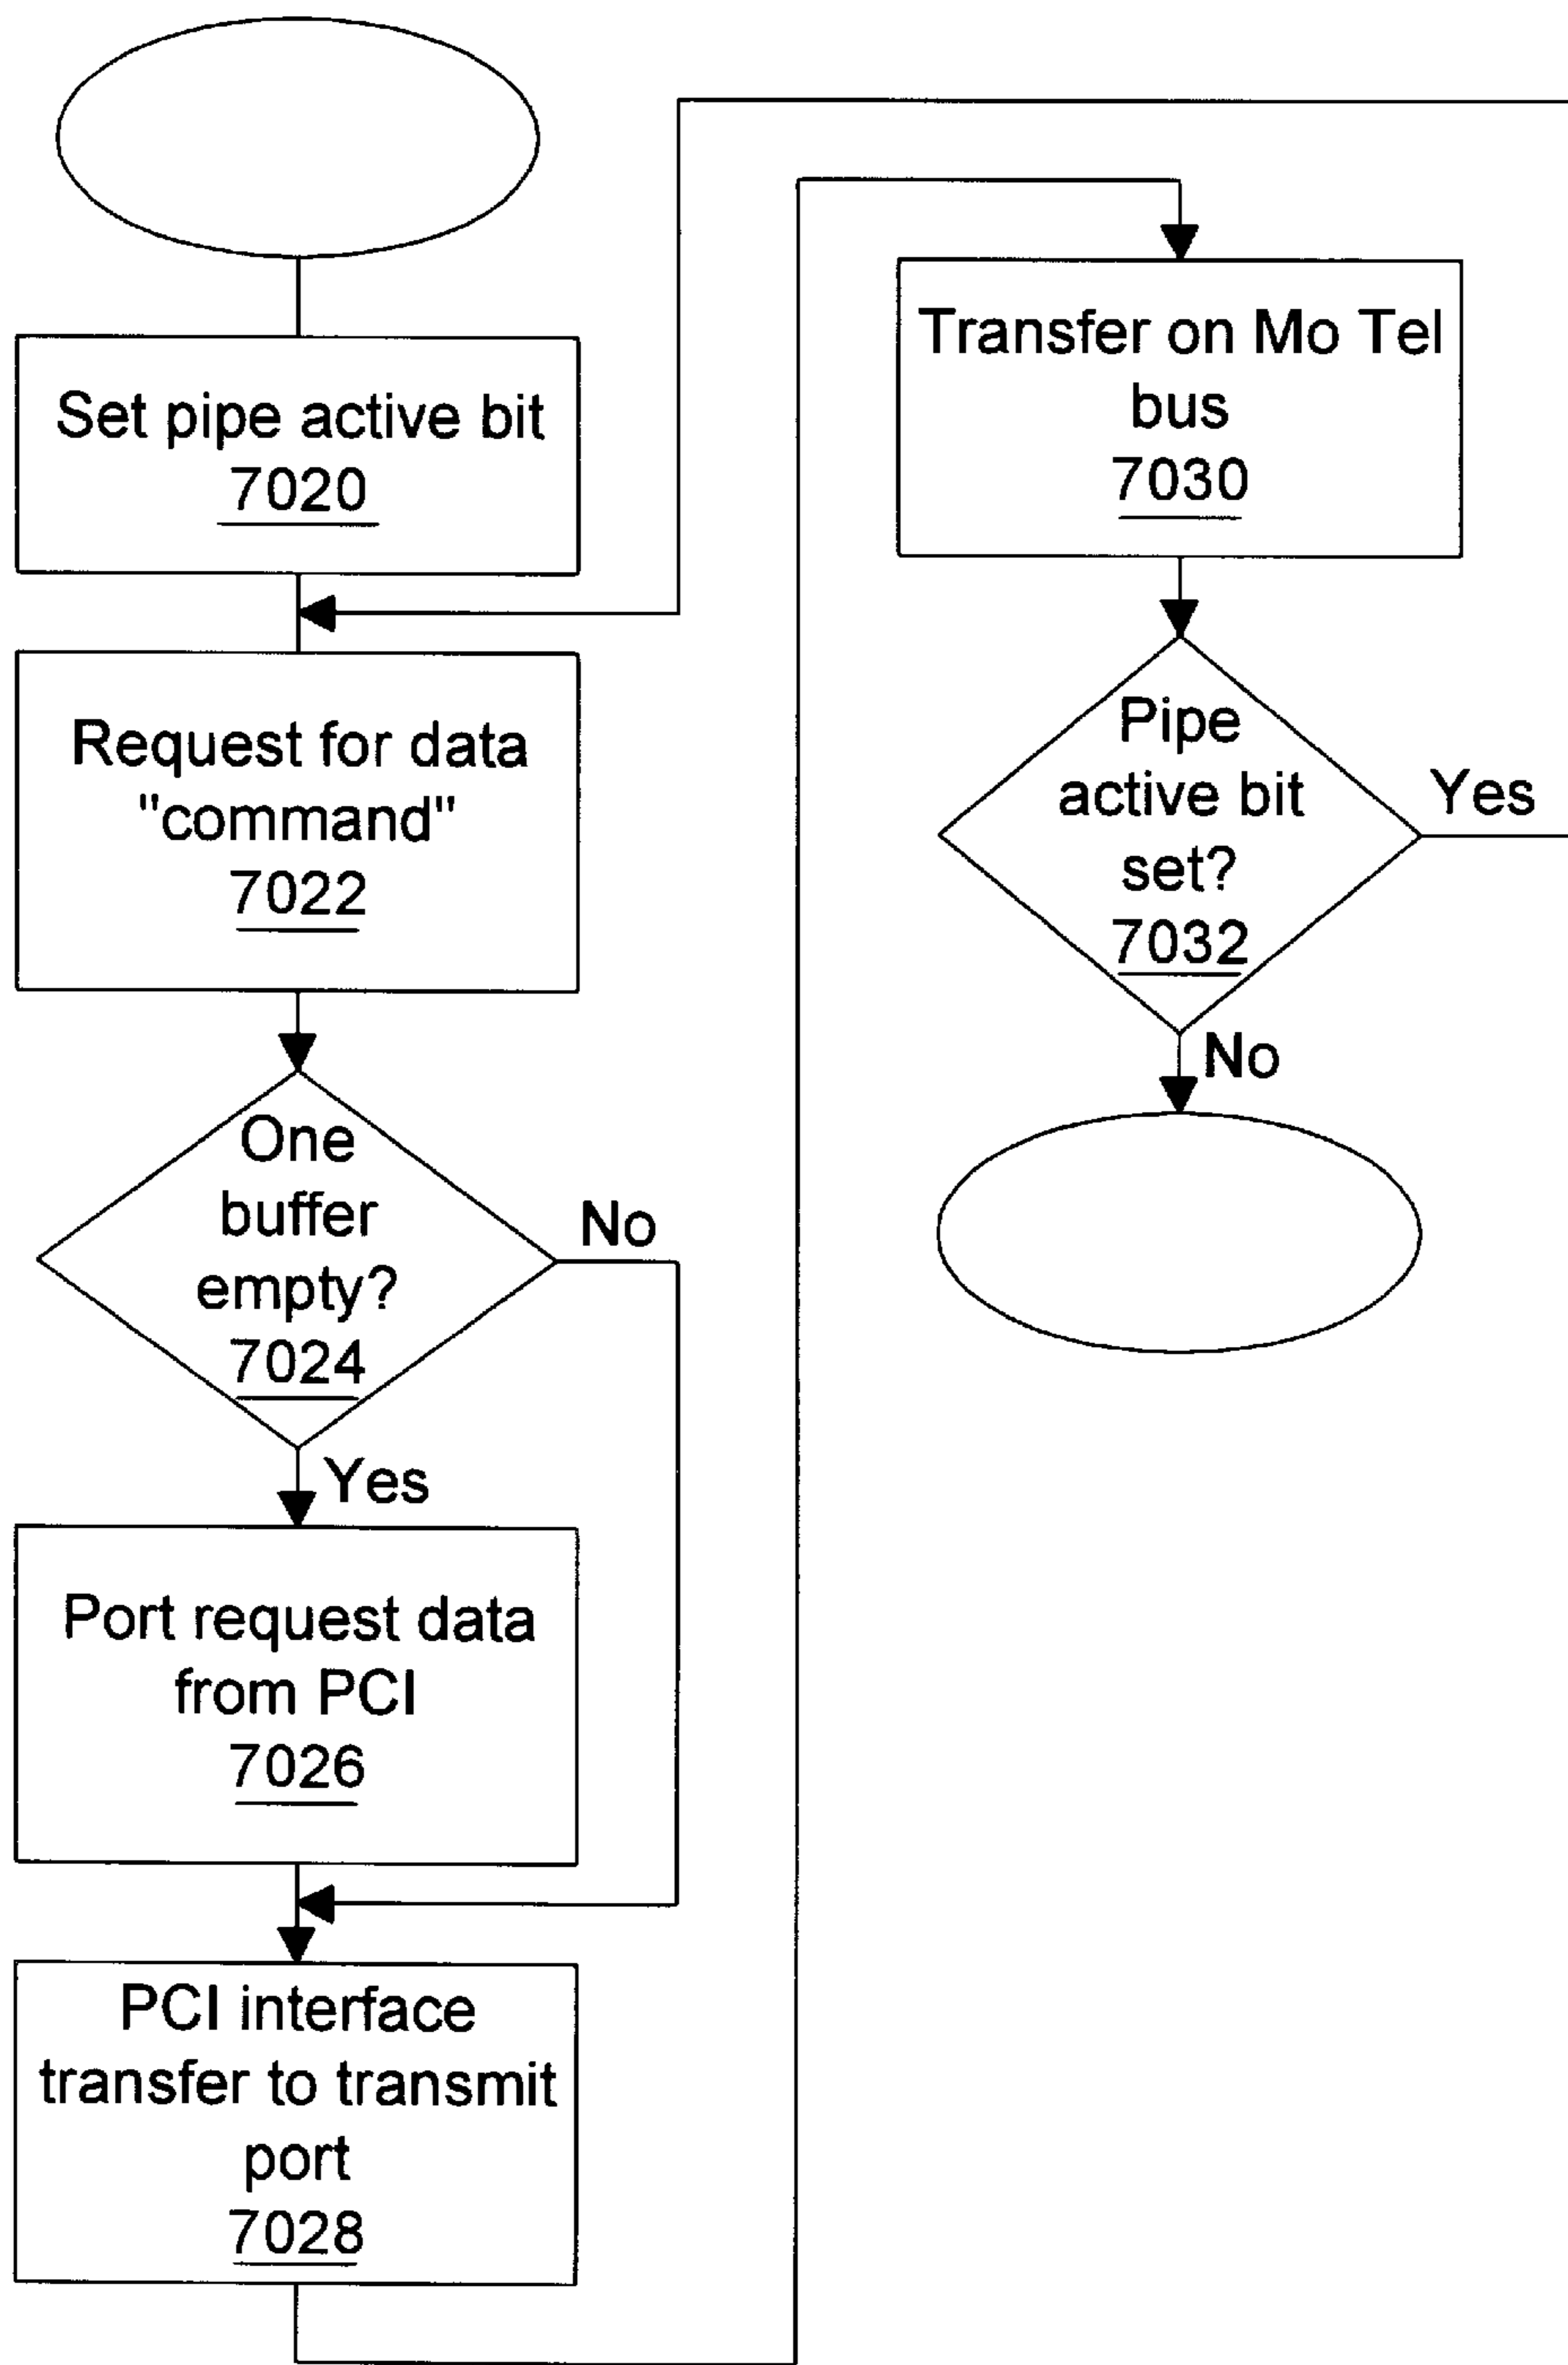 Set pipe active bit
7020
Request for data
"command"
7022
One
buffer
empty?
7024
No
Yes
Port request data
from PCI
7026
PCI interface
transfer to transmit
port
7028
Transfer on Mo Tel
bus
7030
Pipe
active bit
set?
7032
Yes
No